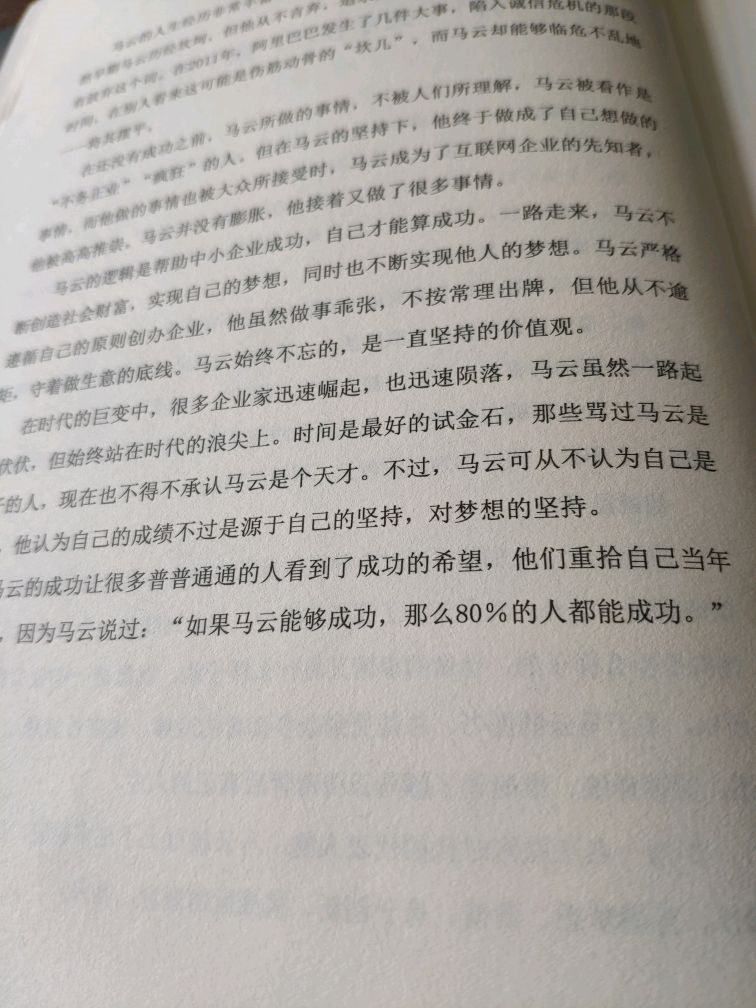 马云的人生经历非常丰富
然早期马云历经坎坷，但他从不言弃，
有放弃这个词。在2011年，阿里巴巴发生了几件大事，陷入诚信危机的那段
时间，在别人看来这可能是伤筋动骨的“坎儿”，而马云却能够临危不乱地
一一将其摆平。
在还没有成功之前，马云所做的事情，不被人们所理解，马云被看作是
“不务正业”“疯狂”的人。但在马云的坚持下，他终于做成了自己想做的
事情，而他做的事情也被大众所接受时，马云成为了互联网企业的先知者，
他被高高推崇。马云并没有膨胀，他接着又做了很多事情。
马云的逻辑是帮助中小企业成功，自己才能算成功。一路走来，马云不
断创造社会财富，实现自己的梦想，同时也不断实现他人的梦想。马云严格
遵循自己的原则创办企业，他虽然做事乖张，不按常理出牌，但他从不逾
矩，守着做生意的底线。马云始终不忘的，是一直坚持的价值观。
在时代的巨变中，很多企业家迅速崛起，也迅速陨落，马云虽然一路起
伏伏，但始终站在时代的浪尖上。时间是最好的试金石，那些骂过马云是
子的人，现在也不得不承认马云是个天才。不过，马云可从不认为自己是
，他认为自己的成绩不过是源于自己的坚持，对梦想的坚持。
马云的成功让很多普普通通的人看到了成功的希望，他们重拾自己当年
，因为马云说过：“如果马云能够成功，那么80%的人都能成功。”